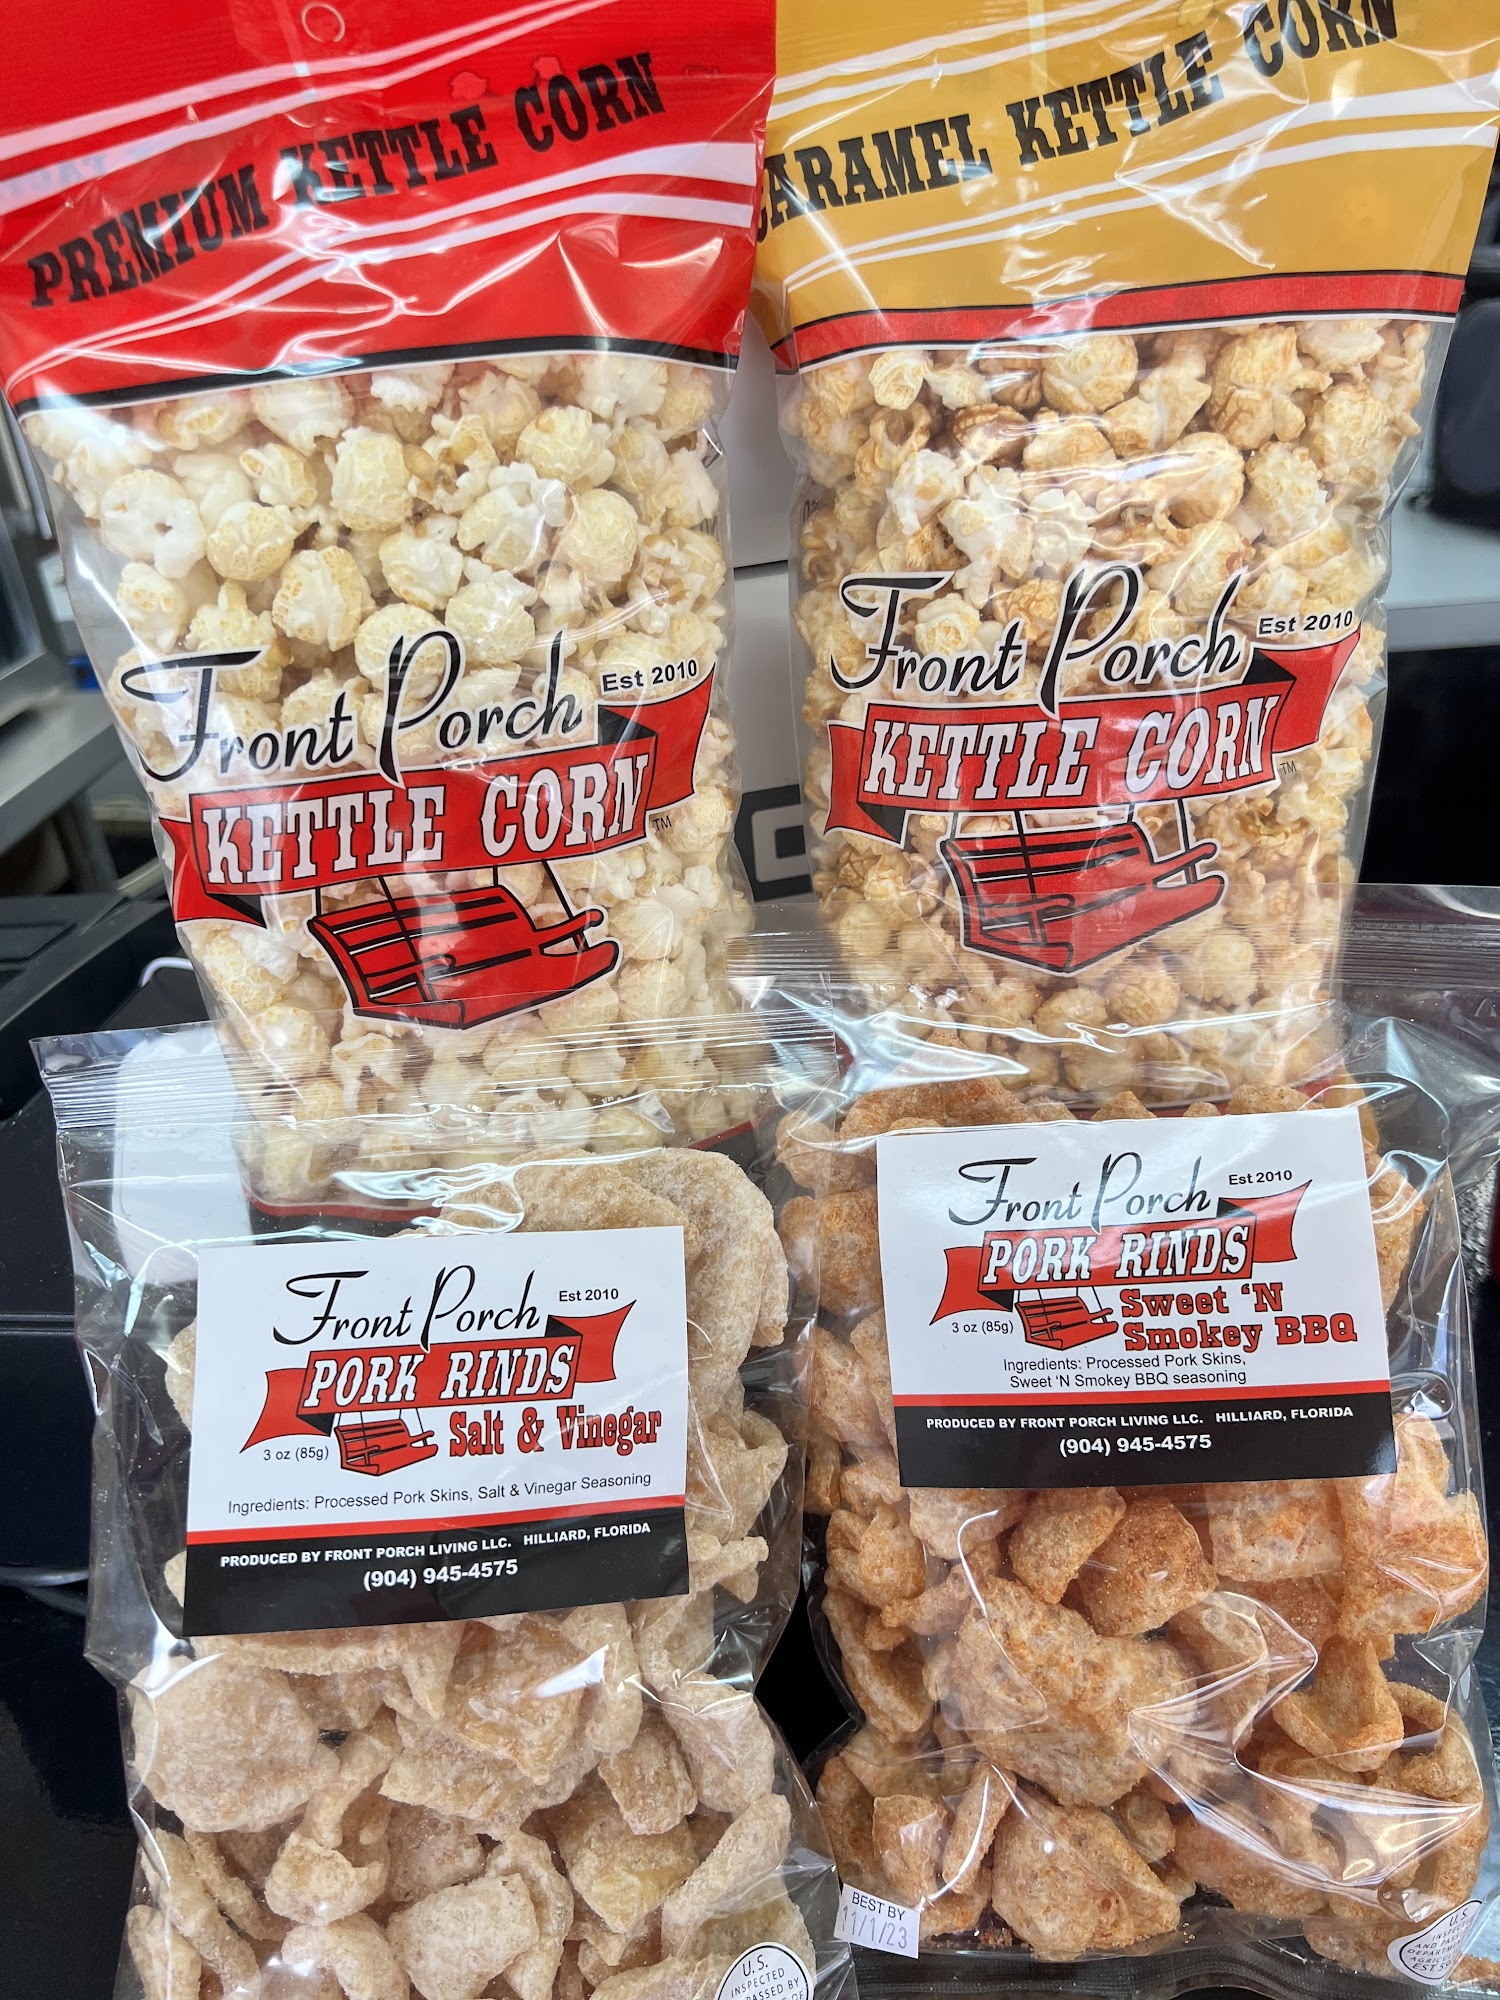 PREMIUM KETTLE CORN
Front Porch
Est 2010
KETTLE CORN
TM
CARAMEL KETTLE CORN
Front Porch
Est 2010
KETTLE CORN
TM
Front Porch
Est 2010
PORK RINDS
3 oz (85g)
Salt & Vinegar
Ingredients: Processed Pork Skins, Salt & Vinegar Seasoning
PRODUCED BY FRONT PORCH LIVING LLC. HILLIARD, FLORIDA
(904) 945-4575
U.S.
INSPECTED
PASSED BY
OF
Front Porch
Est 2010
PORK RINDS
Sweet 'N
3 oz (85g)
Smokey BBQ
Ingredients: Processed Pork Skins,
Sweet 'N Smokey BBQ seasoning
PRODUCED BY FRONT PORCH LIVING LLC. HILLIARD, FLORIDA
(904) 945-4575
BEST BY
11/1/23
U.S.